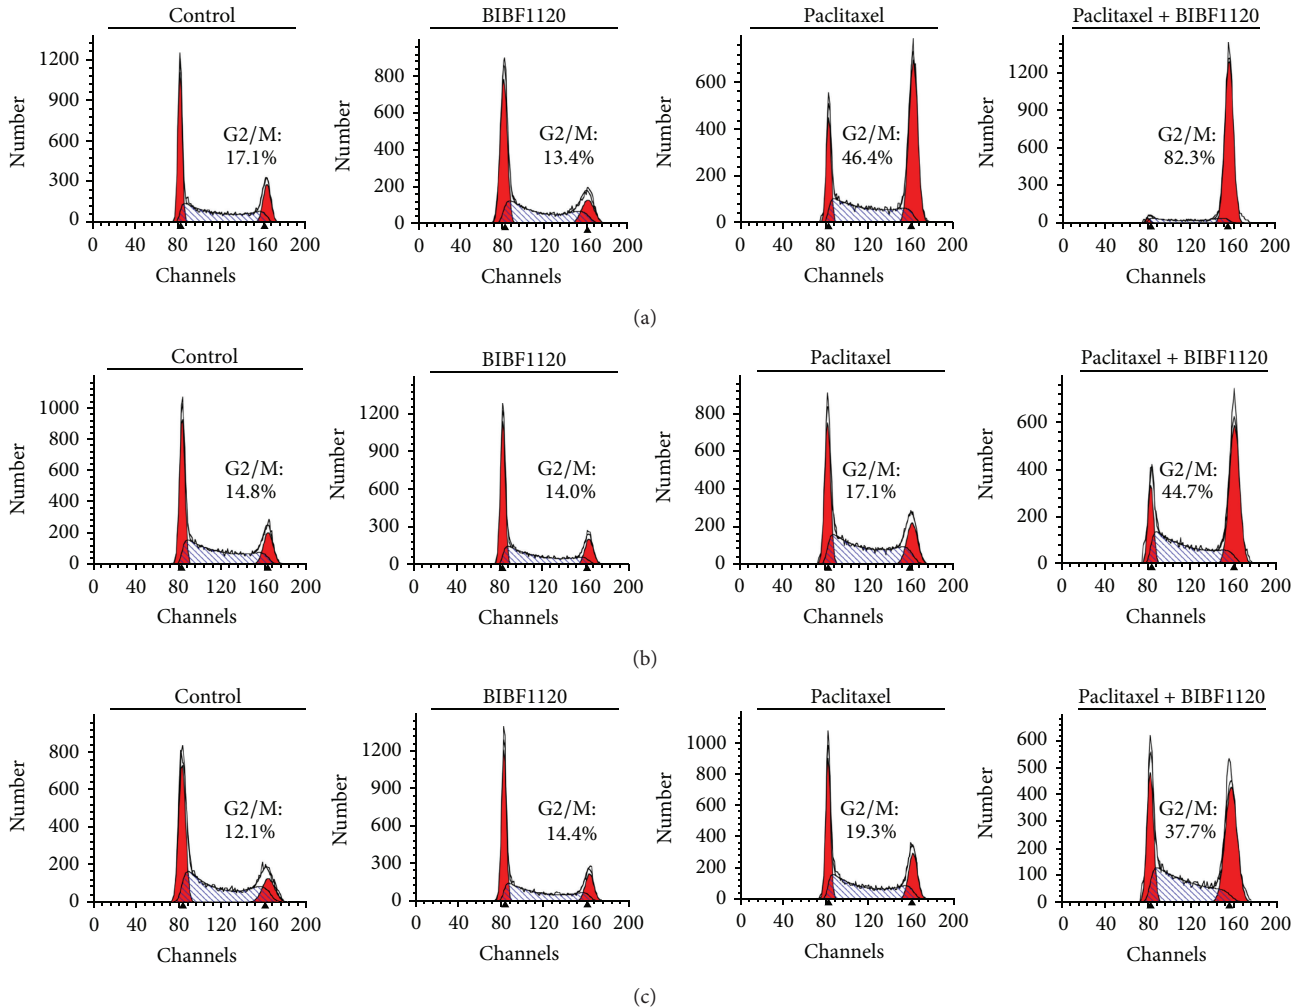 Control
BIBF1120
Paclitaxel
Paclitaxel + BIBF1120
1200
900
600
300
0
Number
G2/M:
17.1%
0 40 80 120 160 200
Channels
800
600
400
200
0
Number
G2/M:
13.4%
0 40 80 120 160 200
Channels
600
400
200
0
Number
G2/M:
46.4%
0 40 80 120 160 200
Channels
1200
900
600
300
0
Number
G2/M:
82.3%
0 40 80 120 160 200
Channels
(a)
Control
BIBF1120
Paclitaxel
Paclitaxel + BIBF1120
1000
800
600
400
200
0
Number
G2/M:
14.8%
0 40 80 120 160 200
Channels
1200
900
600
300
0
Number
G2/M:
14.0%
0 40 80 120 160 200
Channels
800
600
400
200
0
Number
G2/M:
17.1%
0 40 80 120 160 200
Channels
600
400
200
0
Number
G2/M:
44.7%
0 40 80 120 160 200
Channels
(b)
Control
BIBF1120
Paclitaxel
Paclitaxel + BIBF1120
800
600
400
200
0
Number
G2/M:
12.1%
0 40 80 120 160 200
Channels
1200
900
600
300
0
Number
G2/M:
14.4%
0 40 80 120 160 200
Channels
1000
800
600
400
200
0
Number
G2/M:
19.3%
0 40 80 120 160 200
Channels
600
500
400
300
200
100
0
Number
G2/M:
37.7%
0 40 80 120 160 200
Channels
(c)